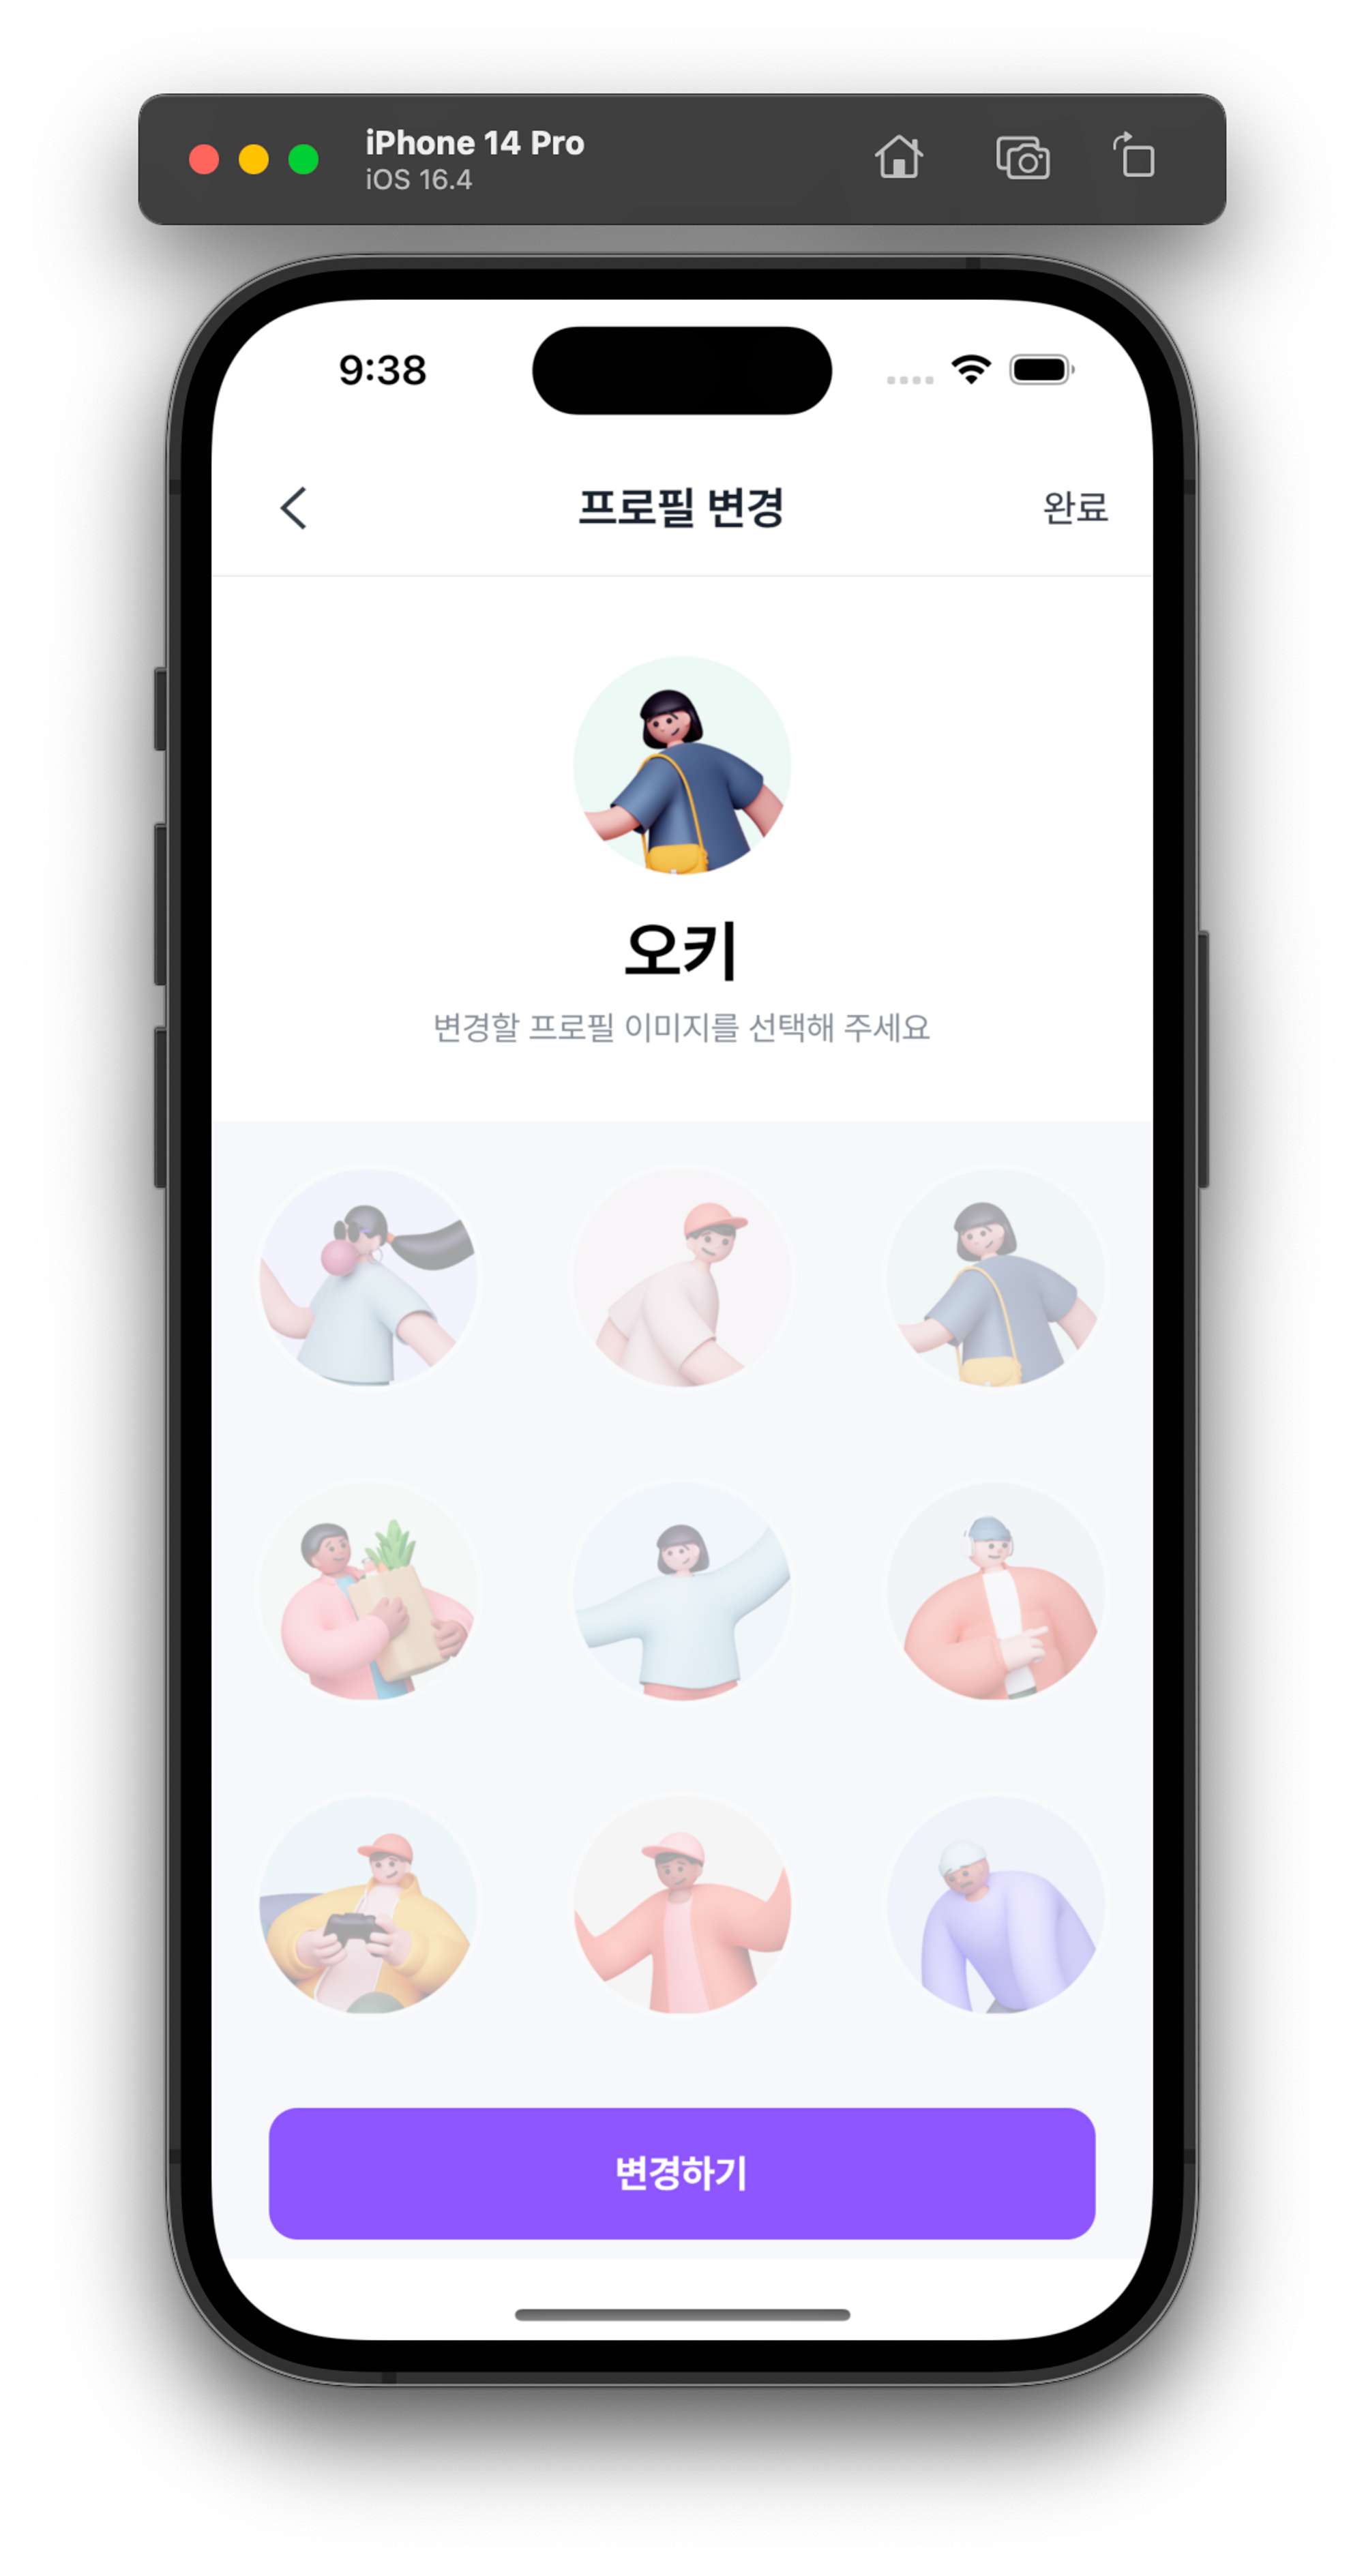 iPhone 14 Pro
iOS 16.4
9:38
프로필 변경
완료
오키
변경할 프로필 이미지를 선택해 주세요
변경하기